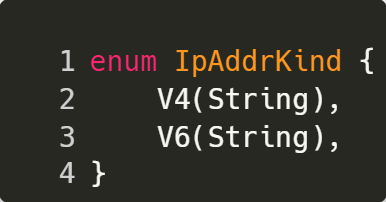 1 enum IpAddrKind {
2     V4(String),
3     V6(String),
4 }